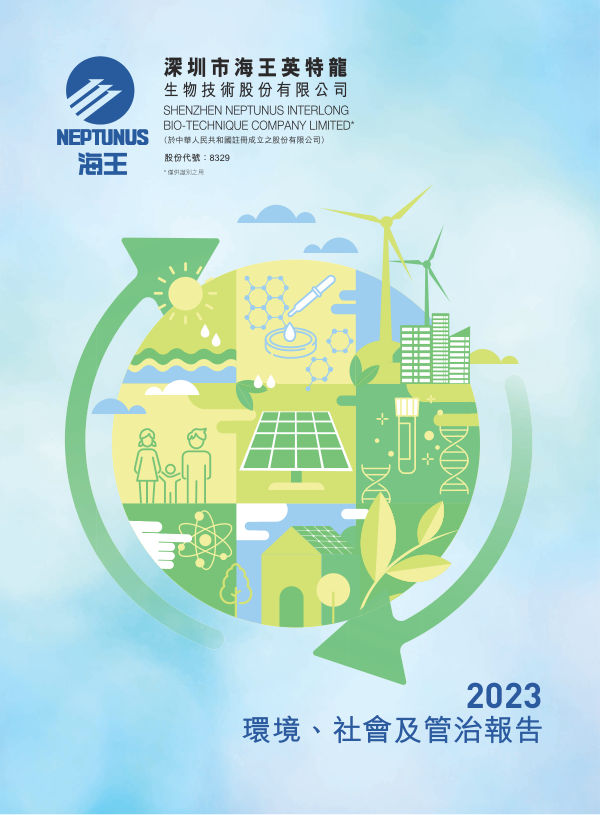 深圳市海王英特龍
生物技術股份有限公司
SHENZHEN NEPTUNUS INTERLONG
BIO-TECHNIQUE COMPANY LIMITED*
(於中華人民共和國註冊成立之股份有限公司)
股份代號：8329
* 僅供識別之用
NEPTUNUS
海王
2023
環境、社會及管治報告